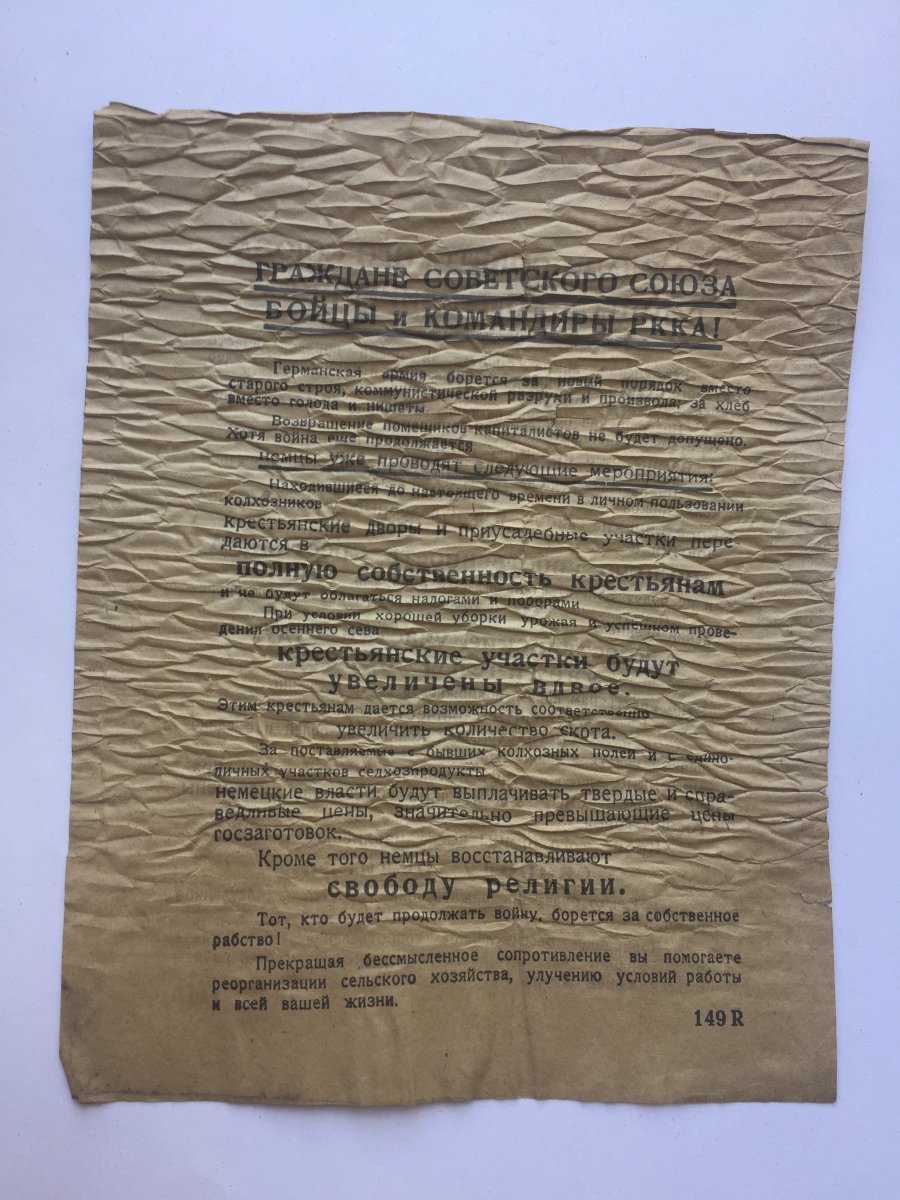 ГРАЖДАНЕ СОВЕТСКОГО СОЮЗА
БОЙЦЫ и КОМАНДИРЫ РККА!
Германская армия борется за новый порядок вместо
старого строя, коммунистической разрухи и произвола; за хлеб
вместо голода и нищеты.
Возвращение помещиков-капиталистов не будет допущено.
Хотя война еще продолжается
немцы уже проводят следующие мероприятия:
Находившиеся до настоящего времени в личном пользовании
колхозников
крестьянские дворы и приусадебные участки пере
даются в
полную собственность крестьянам
и не будут облагаться налогами и поборами
При условии хорошей уборки урожая и успешном прове-
дении осеннего сева
крестьянские участки будут
увеличены вдвое.
Этим крестьянам дается возможность соответственно
увеличить количество скота.
За поставляемые с бывших колхозных полей и с едино-
личных участков селхозпродукты
немецкие власти будут выплачивать твердые и спра-
ведливые цены, значительно превышающие цены
госзаготовок.
Кроме того немцы восстанавливают
свободу религии.
Тот, кто будет продолжать войну, борется за собственное
рабство!
Прекращая бессмысленное сопротивление вы помогаете
реорганизации сельского хозяйства, улучению условий работы
и всей вашей жизни.
149 R